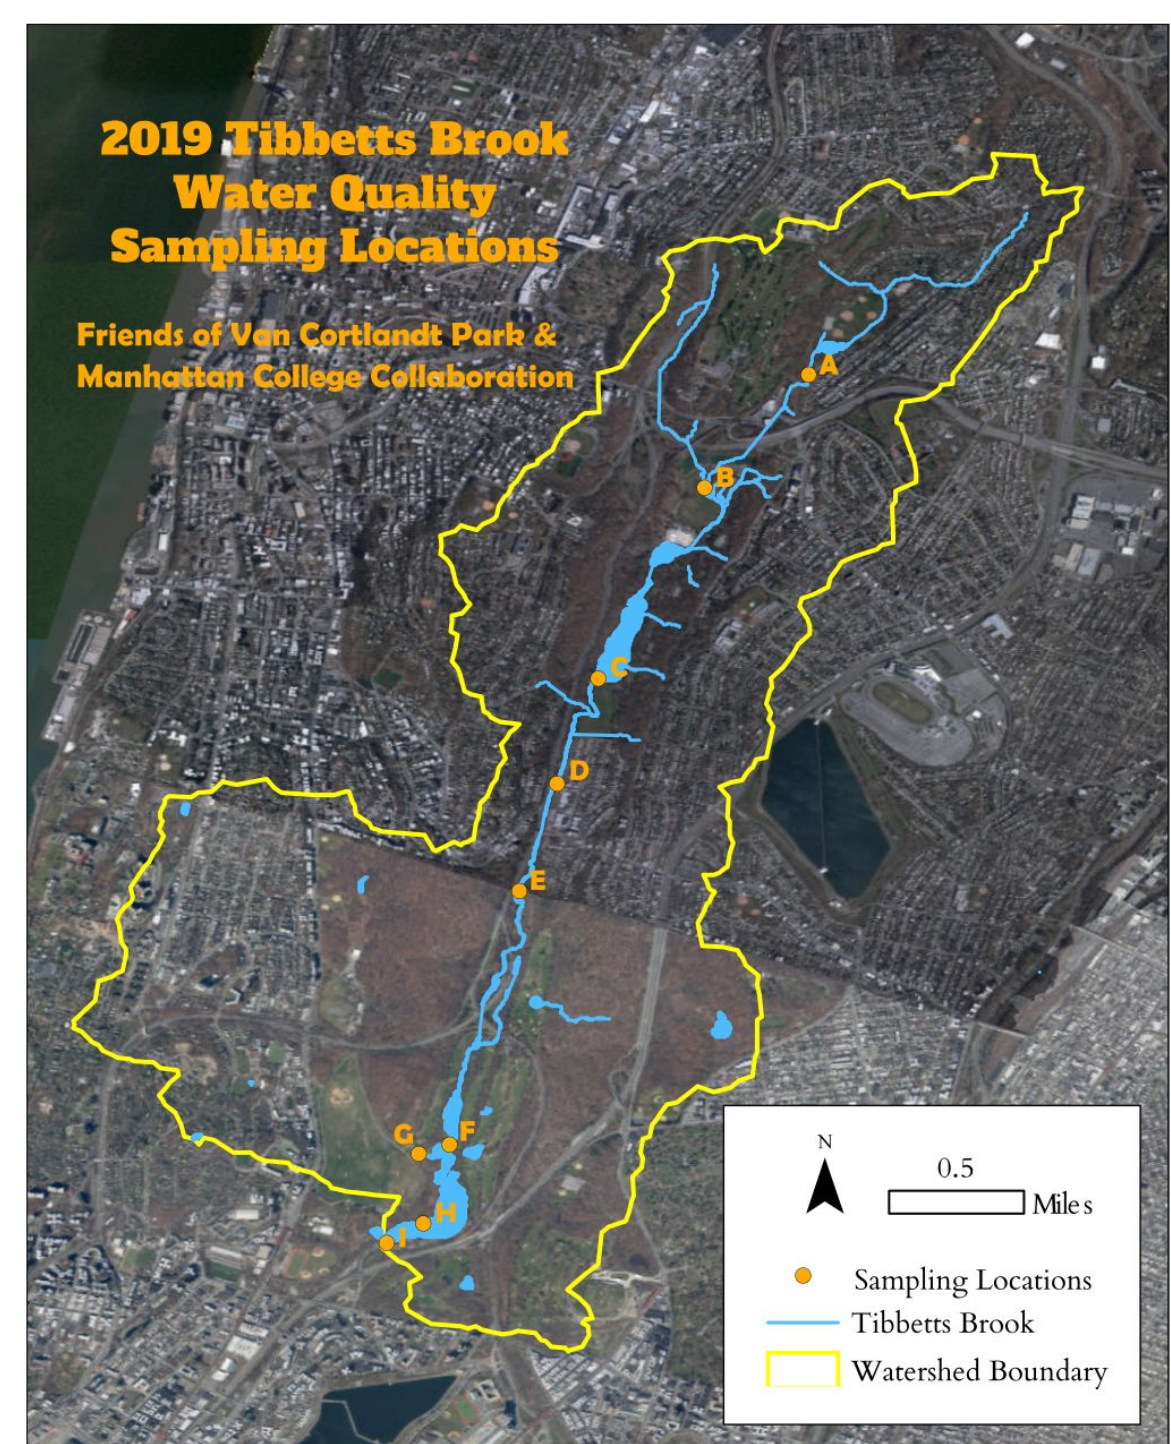 2019 Tibbetts Brook
Water Quality
Sampling Locations
Friends of Van Cortlandt Park &
Manhattan College Collaboration
A
B
C
D
E
F
G
H
I
N
0.5
Miles
Sampling Locations
Tibbetts Brook
Watershed Boundary